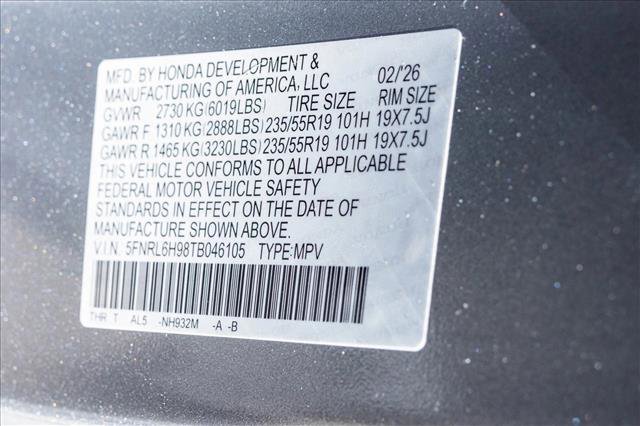 MFD. BY HONDA DEVELOPMENT &
MANUFACTURING OF AMERICA, LLC 02/'26
GVWR 2730 KG (6019LBS) TIRE SIZE RIM SIZE
GAWR F 1310 KG (2888LBS) 235/55R19 101H 19X7.5J
GAWR R 1465 KG (3230LBS) 235/55R19 101H 19X7.5J
THIS VEHICLE CONFORMS TO ALL APPLICABLE
FEDERAL MOTOR VEHICLE SAFETY
STANDARDS IN EFFECT ON THE DATE OF
MANUFACTURE SHOWN ABOVE.
V.I.N. 5FNRL6H98TB046105 TYPE:MPV
THR T AL5 -NH932M -A -B